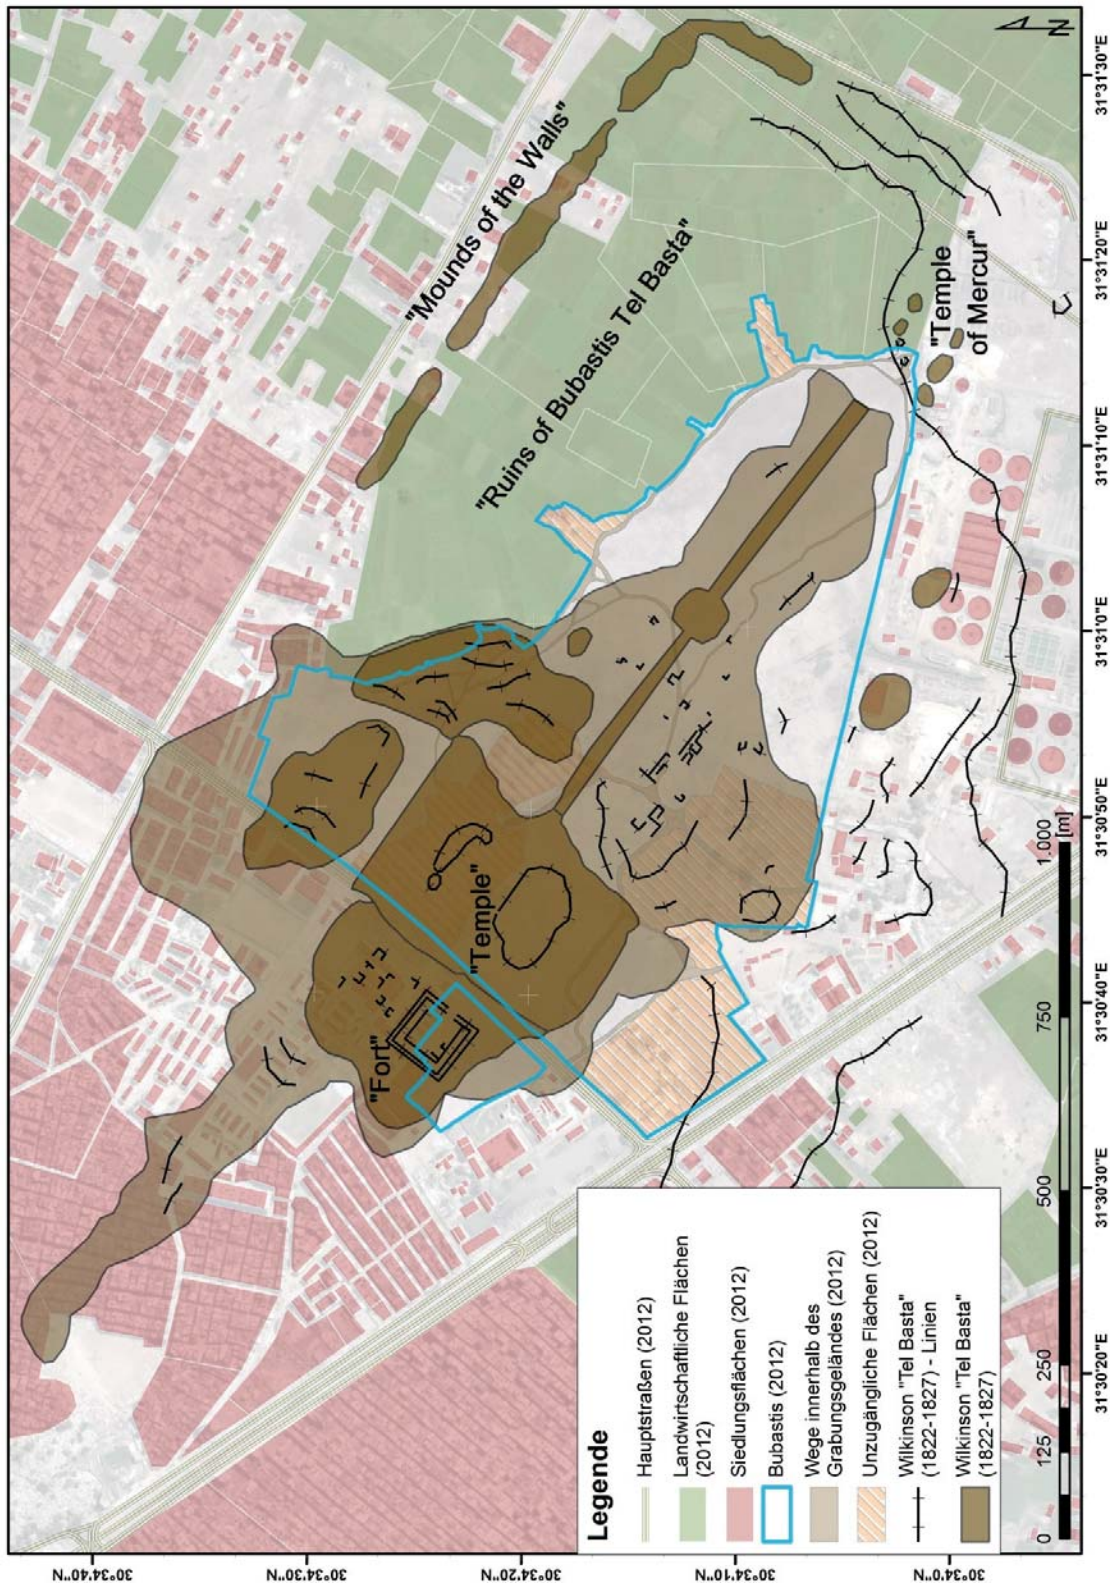 "Mounds of the Walls"
"Ruins of Bubastis Tel Basta"
"Temple
of Mercur"
"Temple"
"Fort"
N
Legende
Hauptstraßen (2012)
Landwirtschaftliche Flächen
(2012)
Siedlungsflächen (2012)
Bubastis (2012)
Wege innerhalb des
Grabungsgeländes (2012)
Unzugängliche Flächen (2012)
Wilkinson "Tel Basta"
(1822-1827) - Linien
Wilkinson "Tel Basta"
(1822-1827)
0 125 250 500 750 1.000
[m]
30°34'40"N
30°34'30"N
30°34'20"N
30°34'10"N
30°34'0"N
31°30'20"E 31°30'30"E 31°30'40"E 31°30'50"E 31°31'0"E 31°31'10"E 31°31'20"E 31°31'30"E